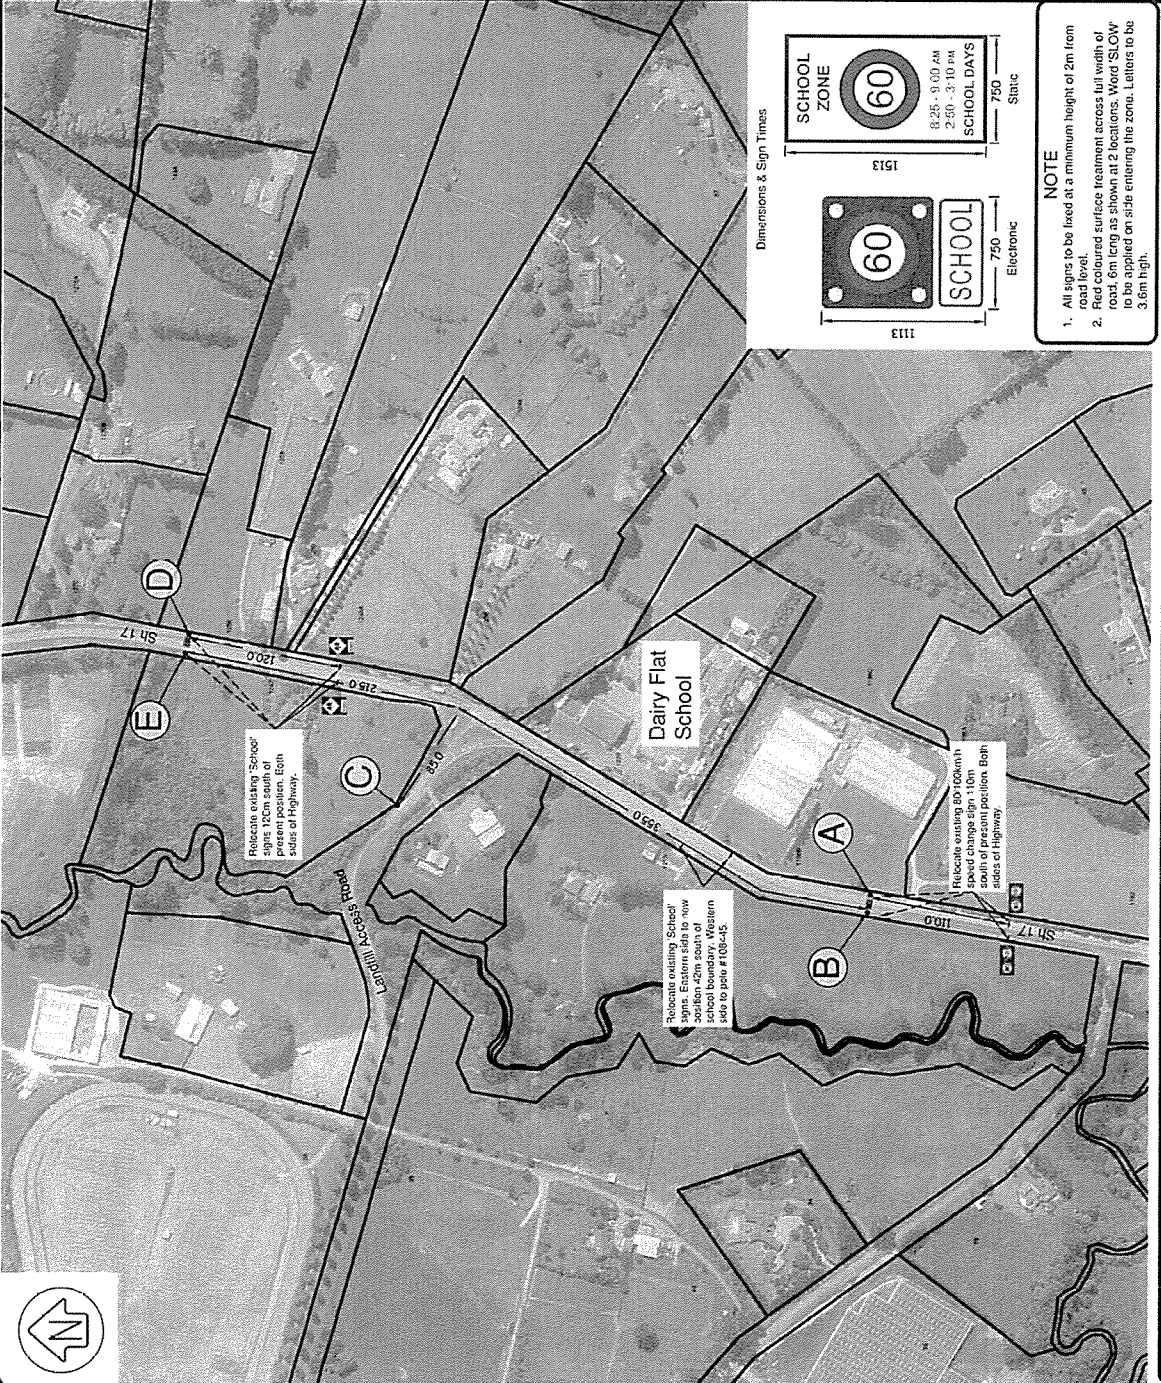 N
D
E
Sh 17
120.0
215.0
Relocate existing 'School'
signs 120m south of
present position. Both
sides of Highway.
C
85.0
Landfill Access Road
Dairy Flat
School
355.0
Relocate existing 'School'
signs. Eastern side to new
position 42m south of
school boundary. Western
side to pole #108445.
A
B
Relocate existing 80/100km/h
speed change sign 110m
south of present position. Both
sides of Highway.
110.0
Sh 17
Dimensions & Sign Times
60
SCHOOL
1113
750
Electronic
SCHOOL
ZONE
60
8:25 - 9:00 AM
2:50 - 3:10 PM
SCHOOL DAYS
1513
750
Static
NOTE
1. All signs to be fixed at a minimum height of 2m from
road level.
2. Red coloured surface treatment across full width of
road, 6m long as shown at 2 locations. Word 'SLOW'
to be applied on side entering the zone. Letters to be
3.6m high.